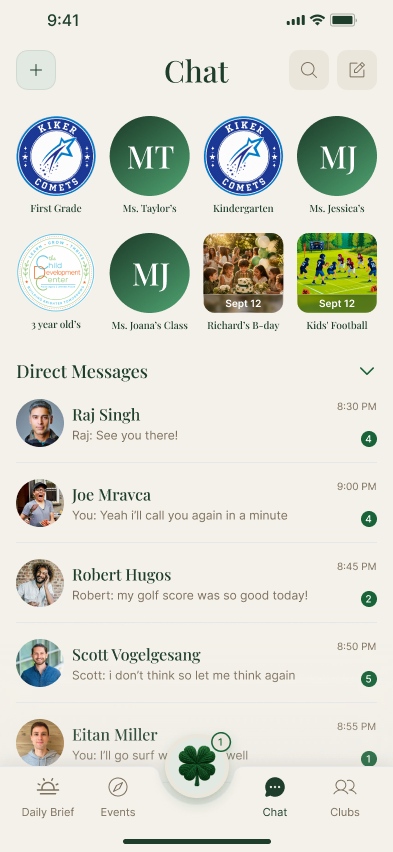 9:41
Chat
KIKER
COMETS
MT
KIKER
COMETS
MJ
First Grade
Ms. Taylor's
Kindergarten
Ms. Jessica's
Child
Development
Center
MJ
Sept 12
Sept 12
3 year old's
Ms. Joana's Class
Richard's B-day
Kids' Football
Direct Messages
Raj Singh
8:30 PM
Raj: See you there!
4
Joe Mravca
9:00 PM
You: Yeah i'll call you again in a minute
4
Robert Hugos
8:45 PM
Robert: my golf score was so good today!
2
Scott Vogelgesang
8:50 PM
Scott: i don't think so let me think again
5
Eitan Miller
8:55 PM
You: I'll go surf w well
1
1
Daily Brief
Events
Chat
Clubs